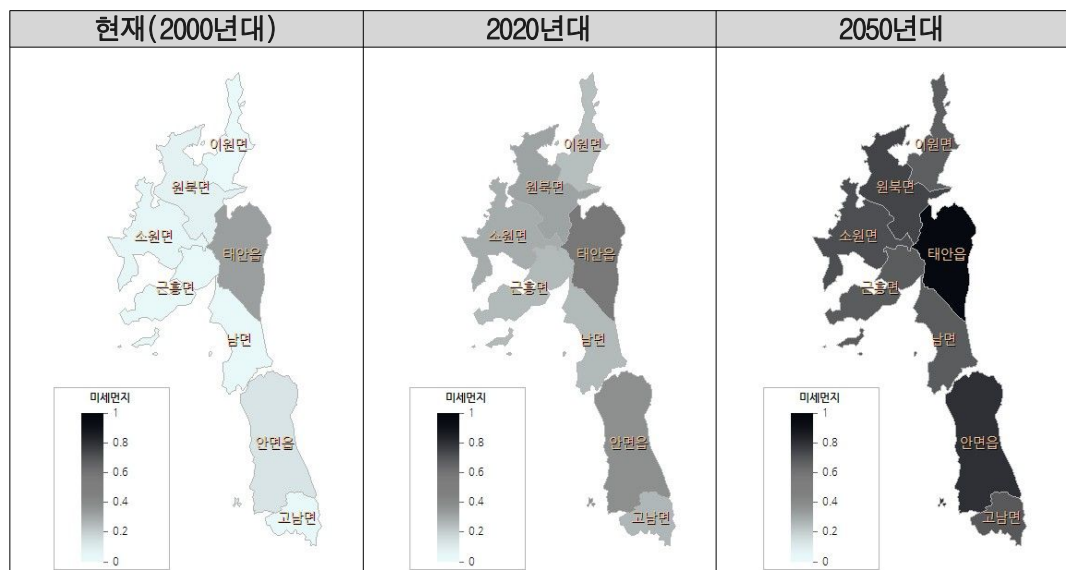 현재(2000년대)
2020년대
2050년대
이원면
원북면
소원면
태안읍
근흥면
남면
안면읍
고남면
미세먼지
1
0.8
0.6
0.4
0.2
0
이원면
원북면
소원면
태안읍
근흥면
남면
안면읍
고남면
미세먼지
1
0.8
0.6
0.4
0.2
0
이원면
원북면
소원면
태안읍
근흥면
남면
안면읍
고남면
미세먼지
1
0.8
0.6
0.4
0.2
0